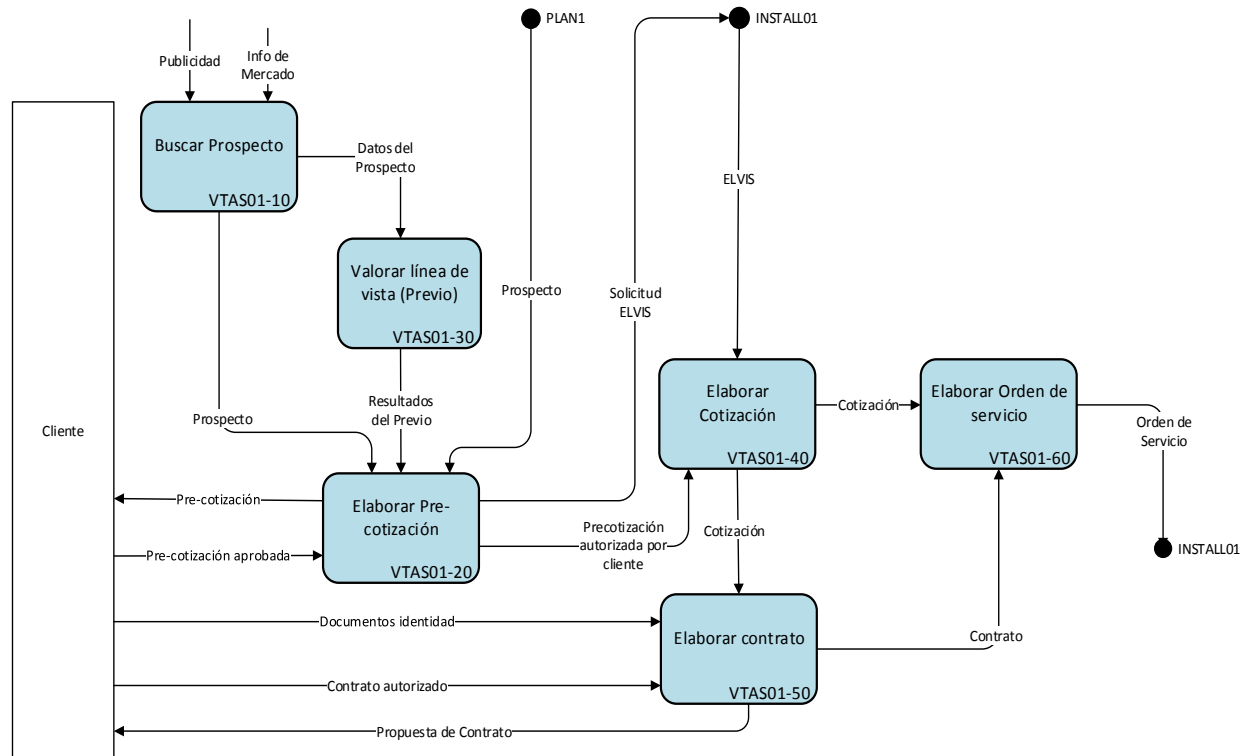 PLAN1
INSTALL01
Publicidad
Info de
Mercado
Buscar Prospecto
VTAS01-10
Datos del
Prospecto
ELVIS
Valorar línea de
vista (Previo)
VTAS01-30
Prospecto
Solicitud
ELVIS
Resultados
del Previo
Prospecto
Cliente
Elaborar
Cotización
VTAS01-40
Cotización
Elaborar Orden de
servicio
VTAS01-60
Orden de
Servicio
INSTALL01
Pre-cotización
Elaborar Pre-
cotización
VTAS01-20
Pre-cotización aprobada
Precotización
autorizada por
cliente
Cotización
Documentos identidad
Elaborar contrato
VTAS01-50
Contrato
Contrato autorizado
Propuesta de Contrato